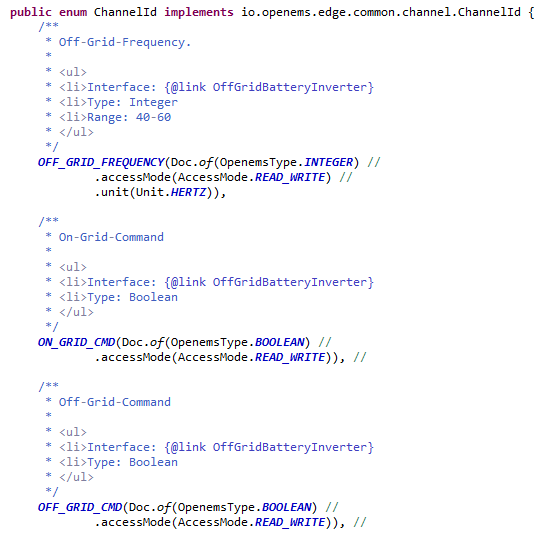 public enum ChannelId implements io.openems.edge.common.channel.ChannelId {
/**
* Off-Grid-Frequency.
*
* <ul>
* <li>Interface: {@link OffGridBatteryInverter}
* <li>Type: Integer
* <li>Range: 40-60
* </ul>
*/
OFF_GRID_FREQUENCY(Doc.of(OpenemsType.INTEGER) //
.accessMode(AccessMode.READ_WRITE) //
.unit(Unit.HERTZ)),
/**
* On-Grid-Command
*
* <ul>
* <li>Interface: {@link OffGridBatteryInverter}
* <li>Type: Boolean
* </ul>
*/
ON_GRID_CMD(Doc.of(OpenemsType.BOOLEAN) //
.accessMode(AccessMode.READ_WRITE)), //
/**
* Off-Grid-Command
*
* <ul>
* <li>Interface: {@link OffGridBatteryInverter}
* <li>Type: Boolean
* </ul>
*/
OFF_GRID_CMD(Doc.of(OpenemsType.BOOLEAN) //
.accessMode(AccessMode.READ_WRITE)), //